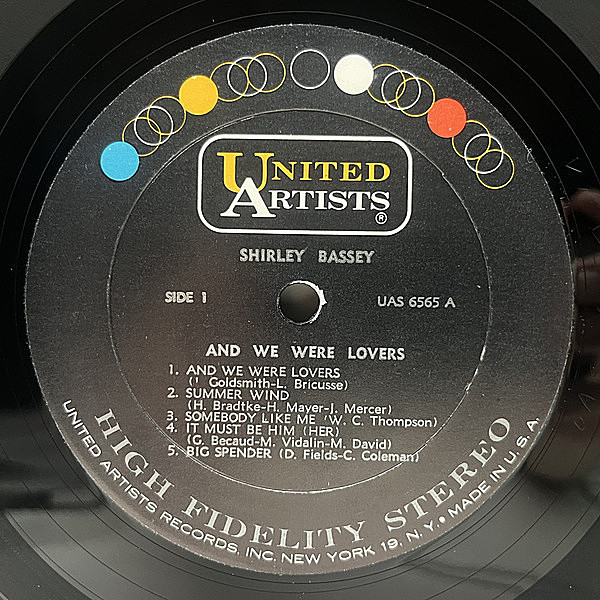 UNITED
ARTISTS ®
SHIRLEY BASSEY
SIDE 1
UAS 6565 A
AND WE WERE LOVERS
1. AND WE WERE LOVERS
Goldsmith-L. Bricusse)
2. SUMMER WIND
(H. Bradtke-H. Mayer-J. Mercer)
3. SOMEBODY LIKE ME (W. C. Thompson)
4. IT MUST BE HIM (HER)
(G. Becaud-M. Vidalin-M. David)
5. BIG SPENDER (D. Fields-C. Coleman)
HIGH FIDELITY STEREO
UNITED ARTISTS RECORDS, INC. NEW YORK 19, N.Y. • MADE IN U.S.A.